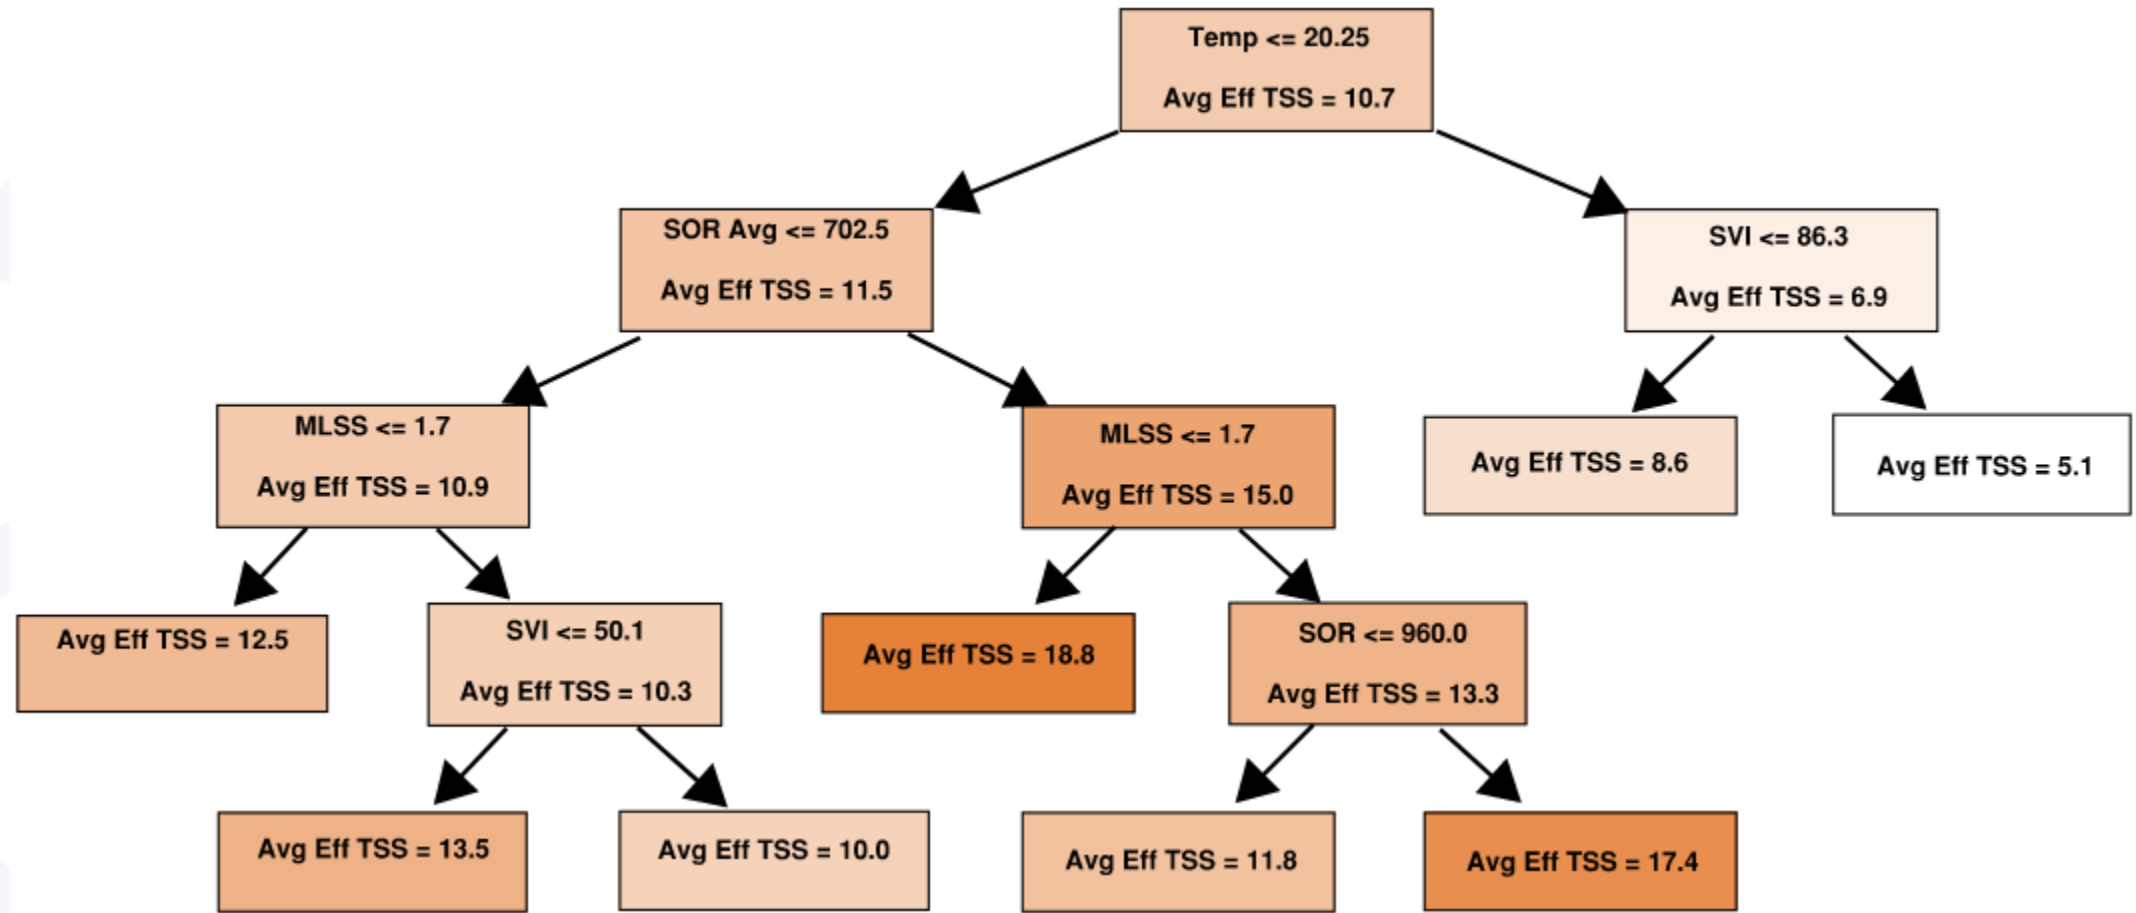 Temp <= 20.25
Avg Eff TSS = 10.7
SOR Avg <= 702.5
Avg Eff TSS = 11.5
SVI <= 86.3
Avg Eff TSS = 6.9
MLSS <= 1.7
Avg Eff TSS = 10.9
MLSS <= 1.7
Avg Eff TSS = 15.0
Avg Eff TSS = 8.6
Avg Eff TSS = 5.1
Avg Eff TSS = 12.5
SVI <= 50.1
Avg Eff TSS = 10.3
Avg Eff TSS = 18.8
SOR <= 960.0
Avg Eff TSS = 13.3
Avg Eff TSS = 13.5
Avg Eff TSS = 10.0
Avg Eff TSS = 11.8
Avg Eff TSS = 17.4